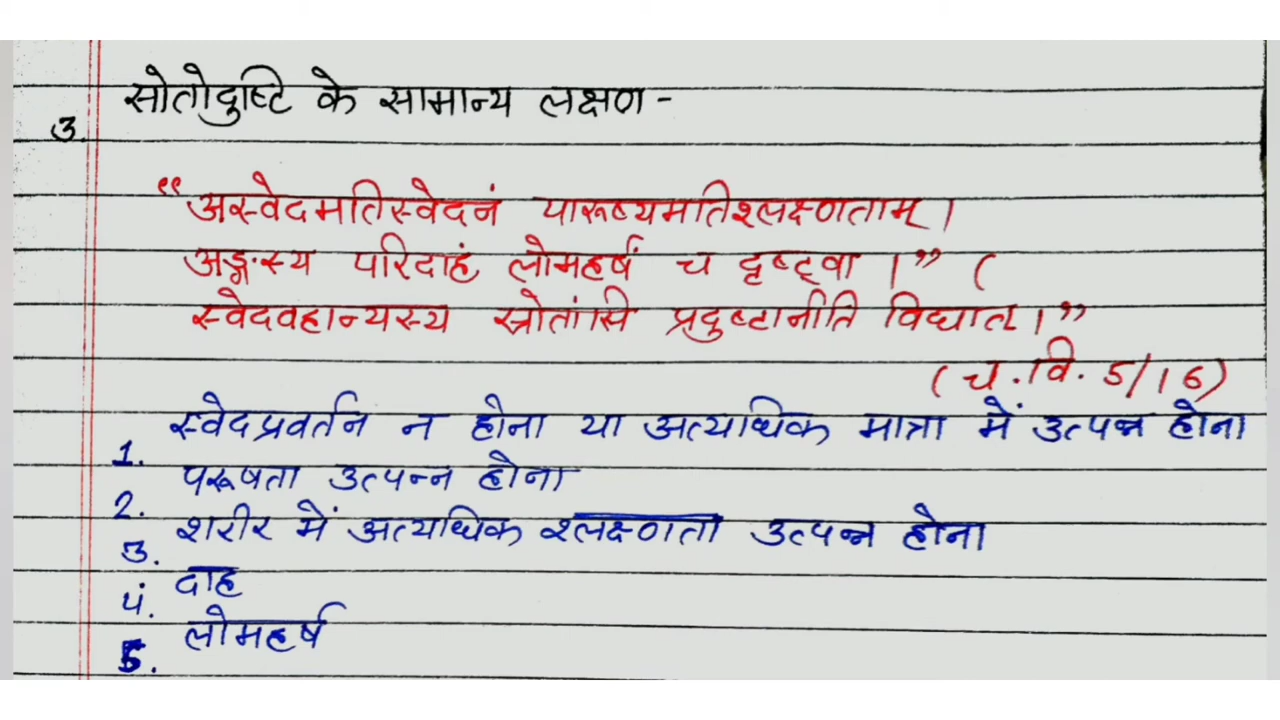 3. स्रोतोदुष्टि के सामान्य लक्षण -
“अस्वेदमतिस्वेदनं पारूष्यमतिश्लक्ष्णताम्।
अङ्गस्य परिदाहं लोमहर्षं च दृष्ट्वा।” (
स्वेदवहान्यस्य स्रोतांसि प्रदुष्टानीति विद्यात्।”
(च.वि. 5/16)
1. स्वेदप्रवर्तन न होना या अत्यधिक मात्रा में उत्पन्न होना
2. परूषता उत्पन्न होना
3. शरीर में अत्यधिक श्लक्ष्णता उत्पन्न होना
4. दाह
5. लोमहर्ष